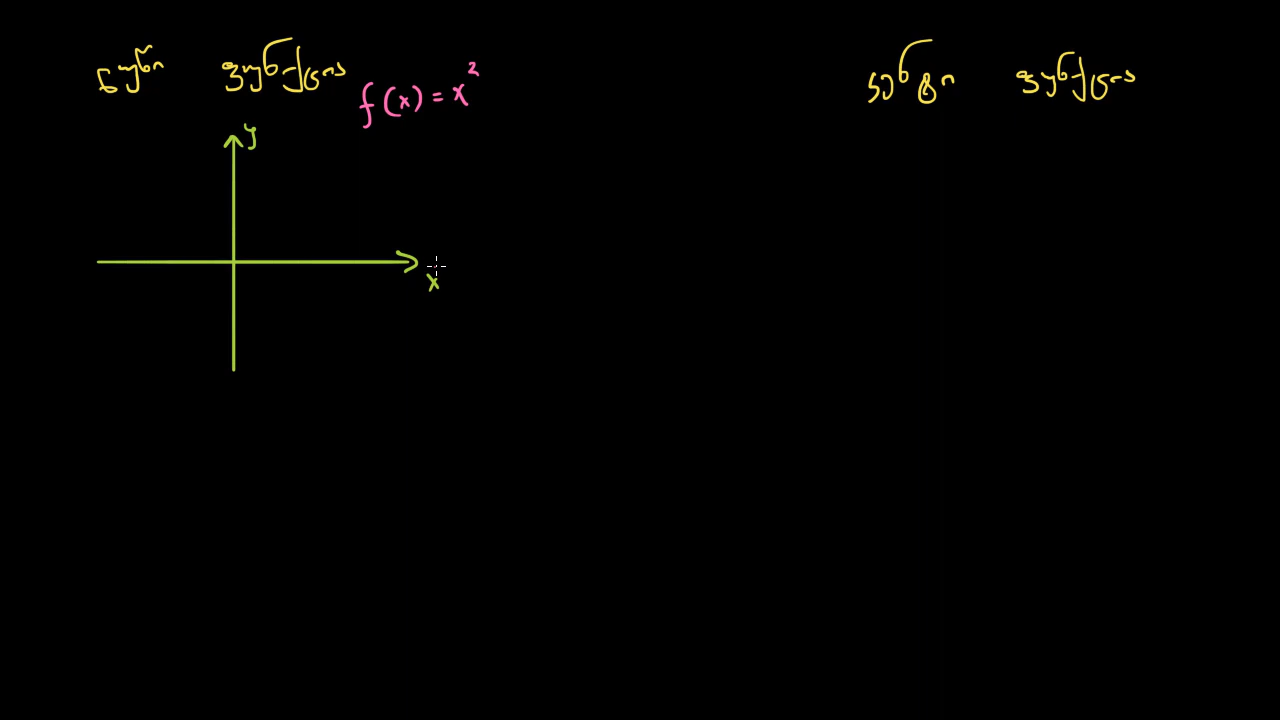 ლუწი ფუნქცია f(x) = x²
კენტი ფუნქცია
y
x